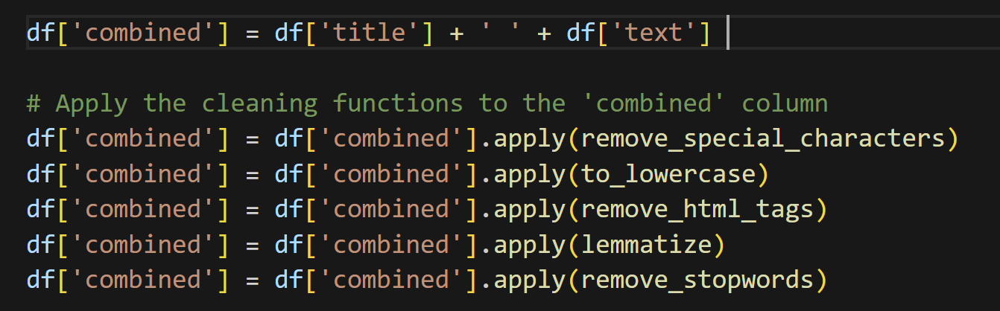 df['combined'] = df['title'] + ' ' + df['text']
# Apply the cleaning functions to the 'combined' column
df['combined'] = df['combined'].apply(remove_special_characters)
df['combined'] = df['combined'].apply(to_lowercase)
df['combined'] = df['combined'].apply(remove_html_tags)
df['combined'] = df['combined'].apply(lemmatize)
df['combined'] = df['combined'].apply(remove_stopwords)